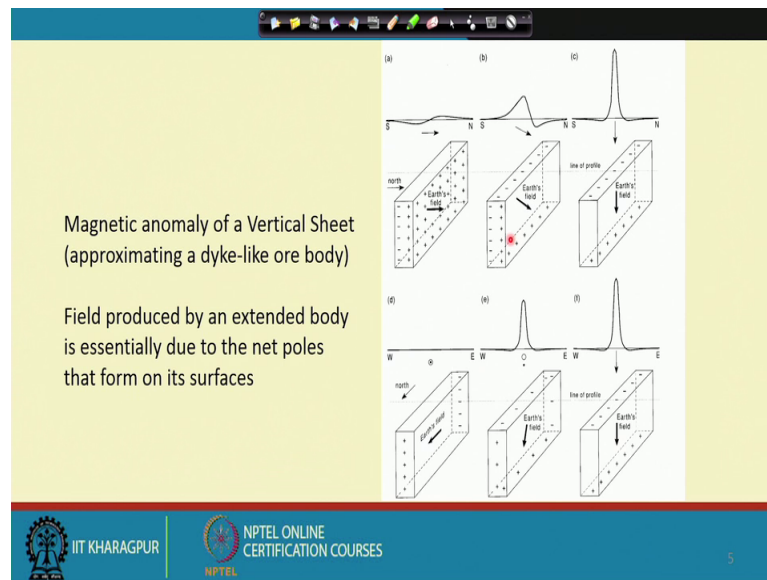 Magnetic anomaly of a Vertical Sheet
(approximating a dyke-like ore body)
Field produced by an extended body
is essentially due to the net poles
that form on its surfaces
(a) (b) (c)
S N S N S N
line of profile
north
Earth's
field
Earth's
field
Earth's
field
(d) (e) (f)
W E W E W E
north
line of profile
Earth's field
Earth's
field
Earth's
field
IIT KHARAGPUR
NPTEL
NPTEL ONLINE
CERTIFICATION COURSES
5